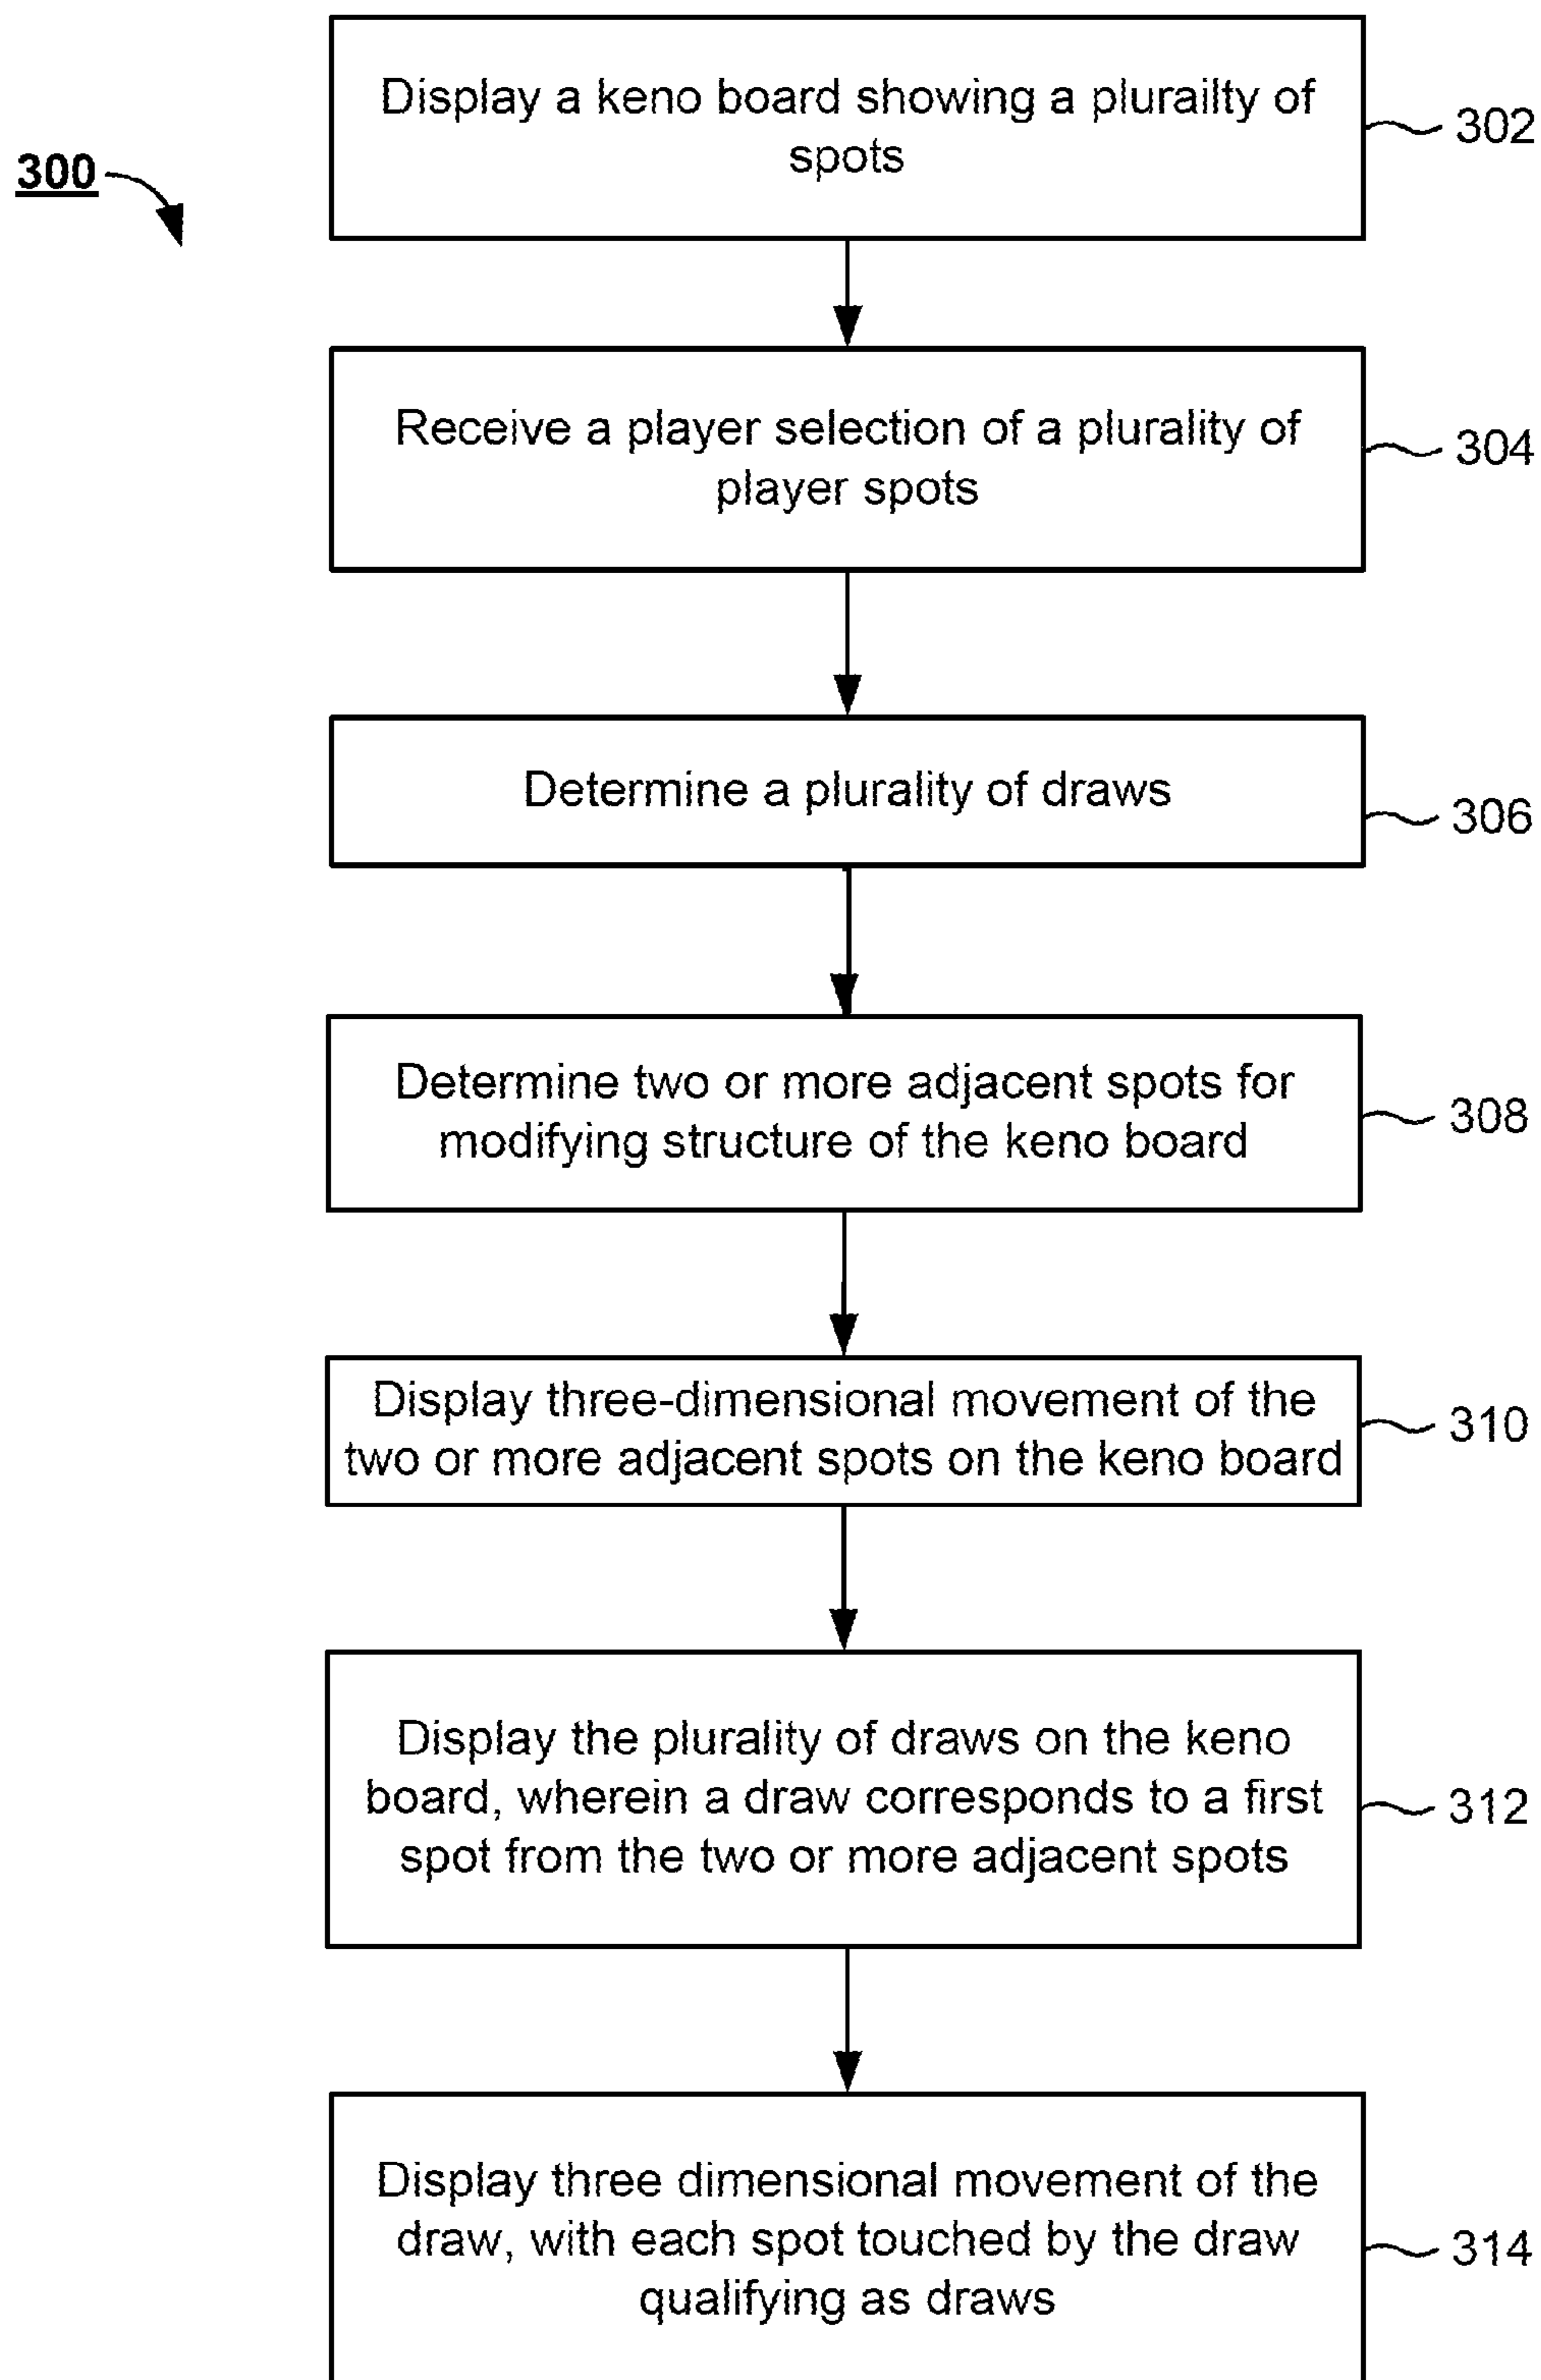 300
Display a keno board showing a plurailty of
spots
302
Receive a player selection of a plurality of
player spots
304
Determine a plurality of draws
306
Determine two or more adjacent spots for
modifying structure of the keno board
308
Display three-dimensional movement of the
two or more adjacent spots on the keno board
310
Display the plurality of draws on the keno
board, wherein a draw corresponds to a first
spot from the two or more adjacent spots
312
Display three dimensional movement of the
draw, with each spot touched by the draw
qualifying as draws
314